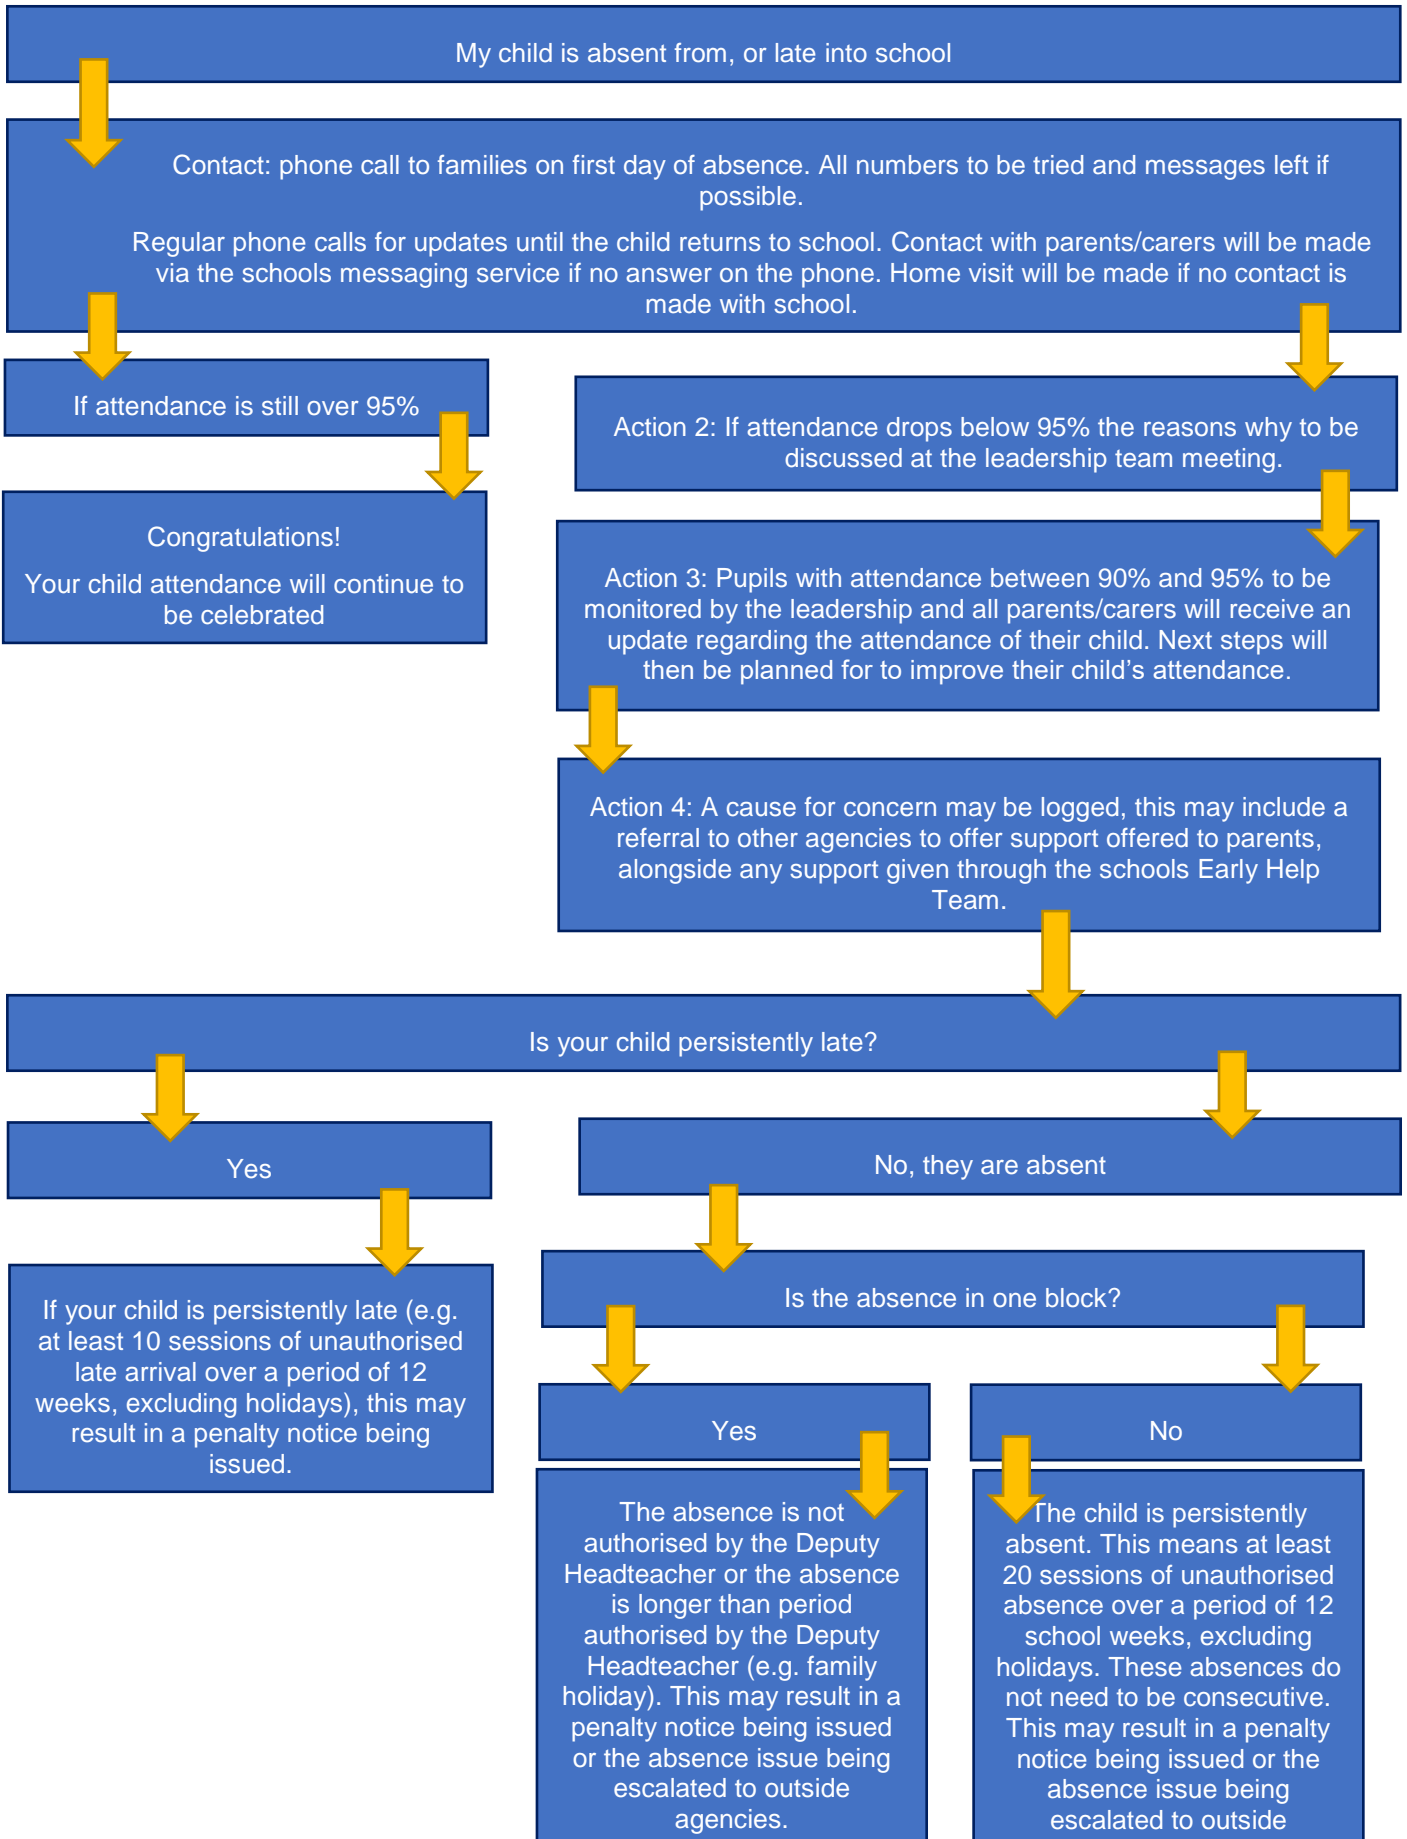 My child is absent from, or late into school
Contact: phone call to families on first day of absence. All numbers to be tried and messages left if
possible.
Regular phone calls for updates until the child returns to school. Contact with parents/carers will be made
via the schools messaging service if no answer on the phone. Home visit will be made if no contact is
made with school.
If attendance is still over 95%
Congratulations!
Your child attendance will continue to
be celebrated
Action 2: If attendance drops below 95% the reasons why to be
discussed at the leadership team meeting.
Action 3: Pupils with attendance between 90% and 95% to be
monitored by the leadership and all parents/carers will receive an
update regarding the attendance of their child. Next steps will
then be planned for to improve their child’s attendance.
Action 4: A cause for concern may be logged, this may include a
referral to other agencies to offer support offered to parents,
alongside any support given through the schools Early Help
Team.
Is your child persistently late?
Yes
If your child is persistently late (e.g.
at least 10 sessions of unauthorised
late arrival over a period of 12
weeks, excluding holidays), this may
result in a penalty notice being
issued.
No, they are absent
Is the absence in one block?
Yes
The absence is not
authorised by the Deputy
Headteacher or the absence
is longer than period
authorised by the Deputy
Headteacher (e.g. family
holiday). This may result in a
penalty notice being issued
or the absence issue being
escalated to outside
agencies.
No
The child is persistently
absent. This means at least
20 sessions of unauthorised
absence over a period of 12
school weeks, excluding
holidays. These absences do
not need to be consecutive.
This may result in a penalty
notice being issued or the
absence issue being
escalated to outside